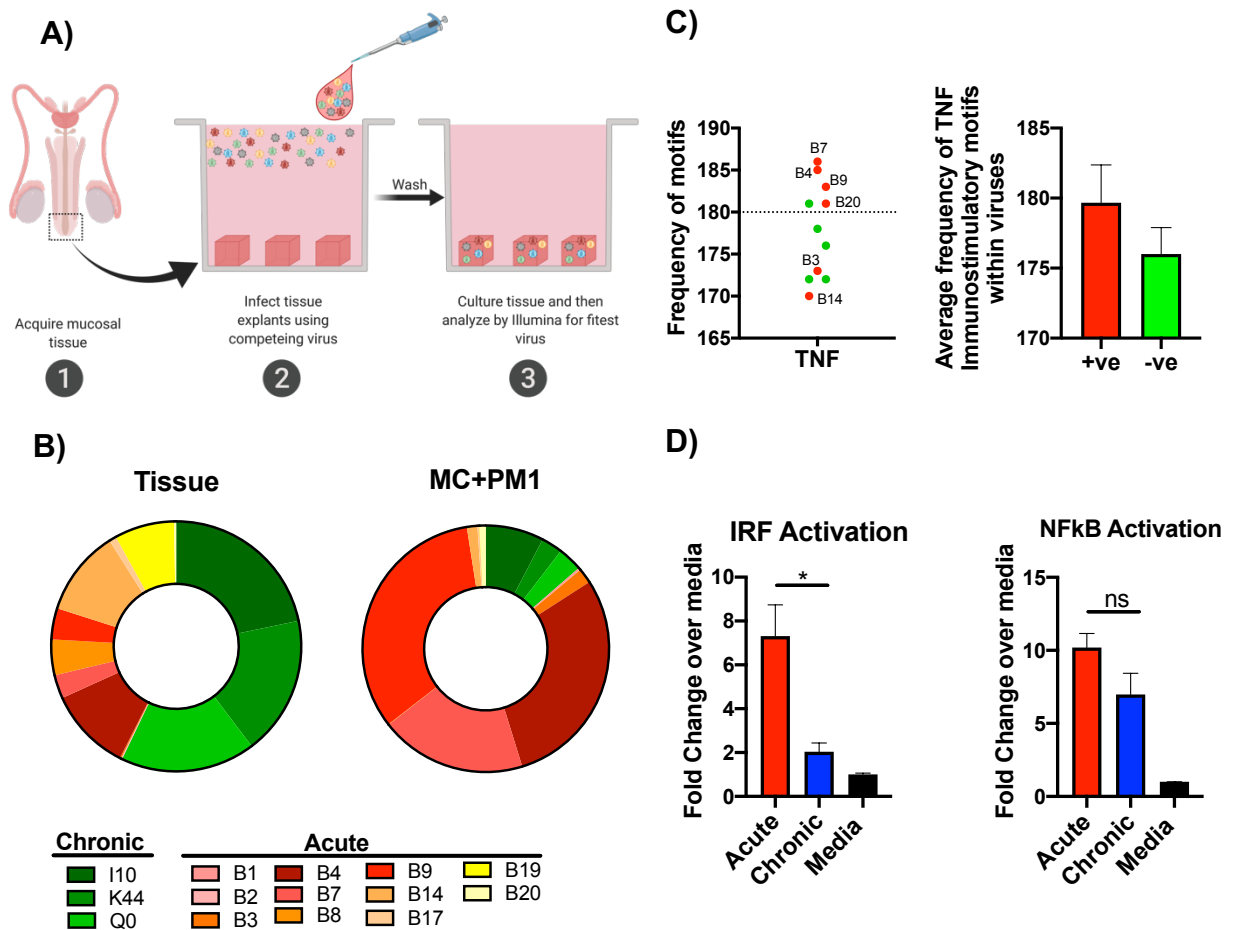 A)
Wash
Acquire mucosal
tissue
1
Infect tissue
explants using
competeing virus
2
Culture tissue and then
analyze by Illumina for fitest
virus
3
B)
Tissue
MC+PM1
Chronic
I10
K44
Q0
Acute
B1
B2
B3
B4
B7
B8
B9
B14
B17
B19
B20
C)
Frequency of motifs
190
185
180
175
170
165
B7
B4
B9
B20
B3
B14
TNF
Average frequency of TNF
Immunostimulatory motifs
within viruses
185
180
175
170
+ve
-ve
D)
IRF Activation
Fold Change over media
10
8
6
4
2
0
*
Acute
Chronic
Media
NFkB Activation
Fold Change over media
15
10
5
0
ns
Acute
Chronic
Media